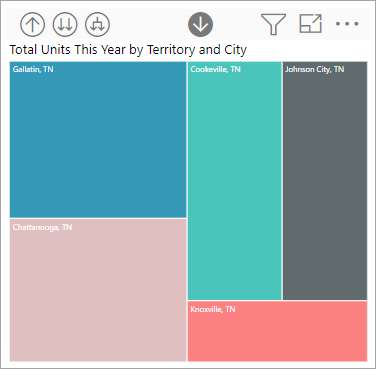 Total Units This Year by Territory and City
Gallatin, TN
Cookeville, TN
Johnson City, TN
Chattanooga, TN
Knoxville, TN